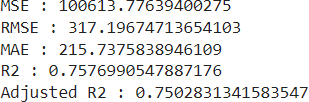 MSE : 100613.77639400275
RMSE : 317.19674713654103
MAE : 215.7375838946109
R2 : 0.7576990547887176
Adjusted R2 : 0.7502831341583547